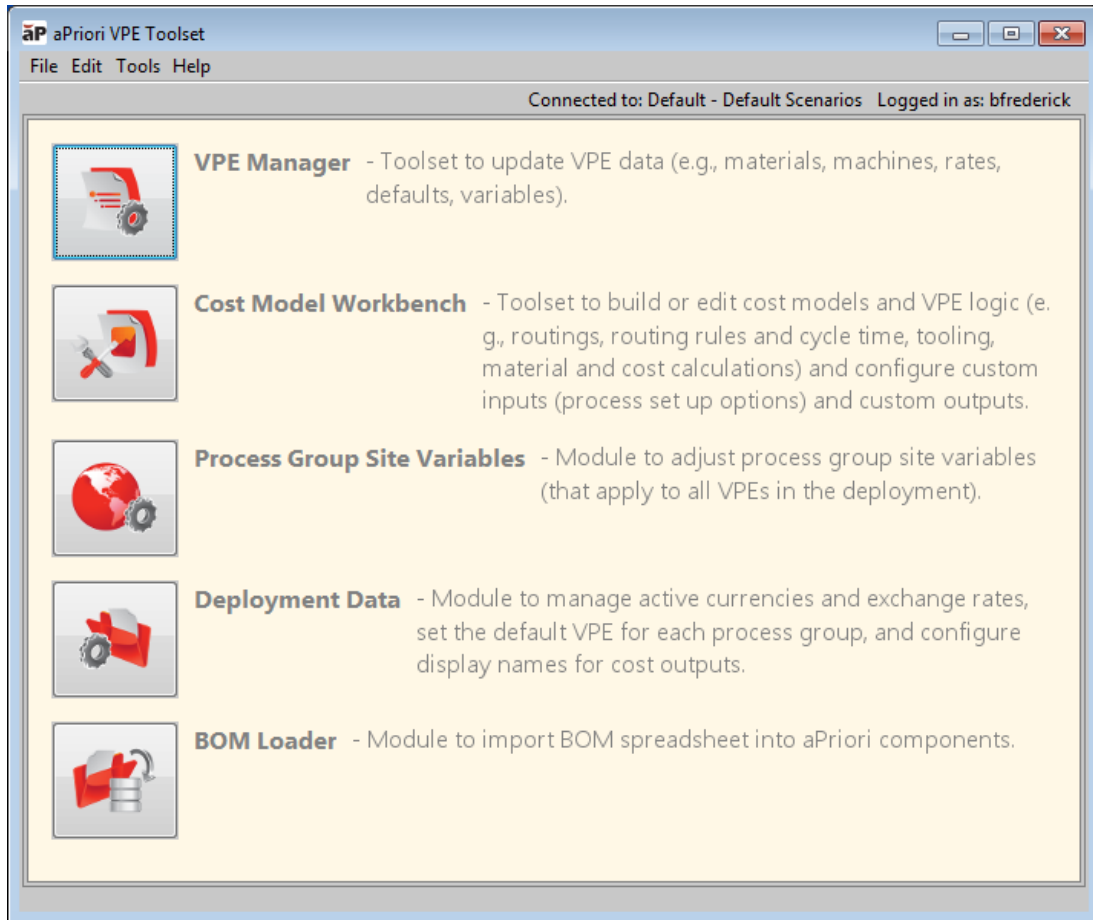 aP aPriori VPE Toolset
File Edit Tools Help
Connected to: Default - Default Scenarios Logged in as: bfrederick
VPE Manager - Toolset to update VPE data (e.g., materials, machines, rates,
defaults, variables).
Cost Model Workbench - Toolset to build or edit cost models and VPE logic (e.
g., routings, routing rules and cycle time, tooling,
material and cost calculations) and configure custom
inputs (process set up options) and custom outputs.
Process Group Site Variables - Module to adjust process group site variables
(that apply to all VPEs in the deployment).
Deployment Data - Module to manage active currencies and exchange rates,
set the default VPE for each process group, and configure
display names for cost outputs.
BOM Loader - Module to import BOM spreadsheet into aPriori components.